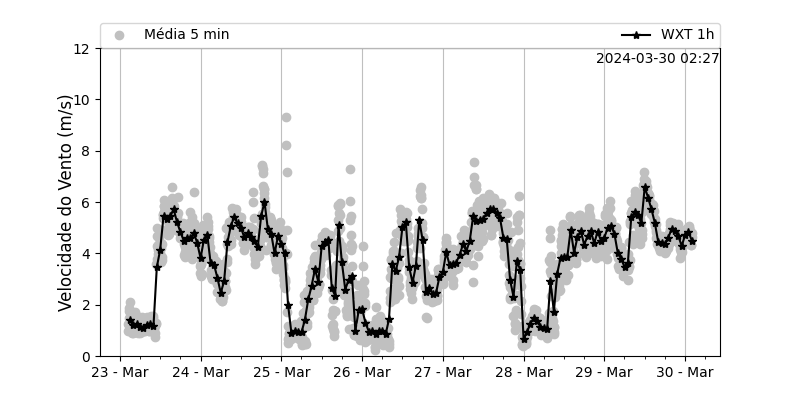 Média 5 min WXT 1h
2024-03-30 02:27
Velocidade do Vento (m/s)
12
10
8
6
4
2
0
23 - Mar 24 - Mar 25 - Mar 26 - Mar 27 - Mar 28 - Mar 29 - Mar 30 - Mar